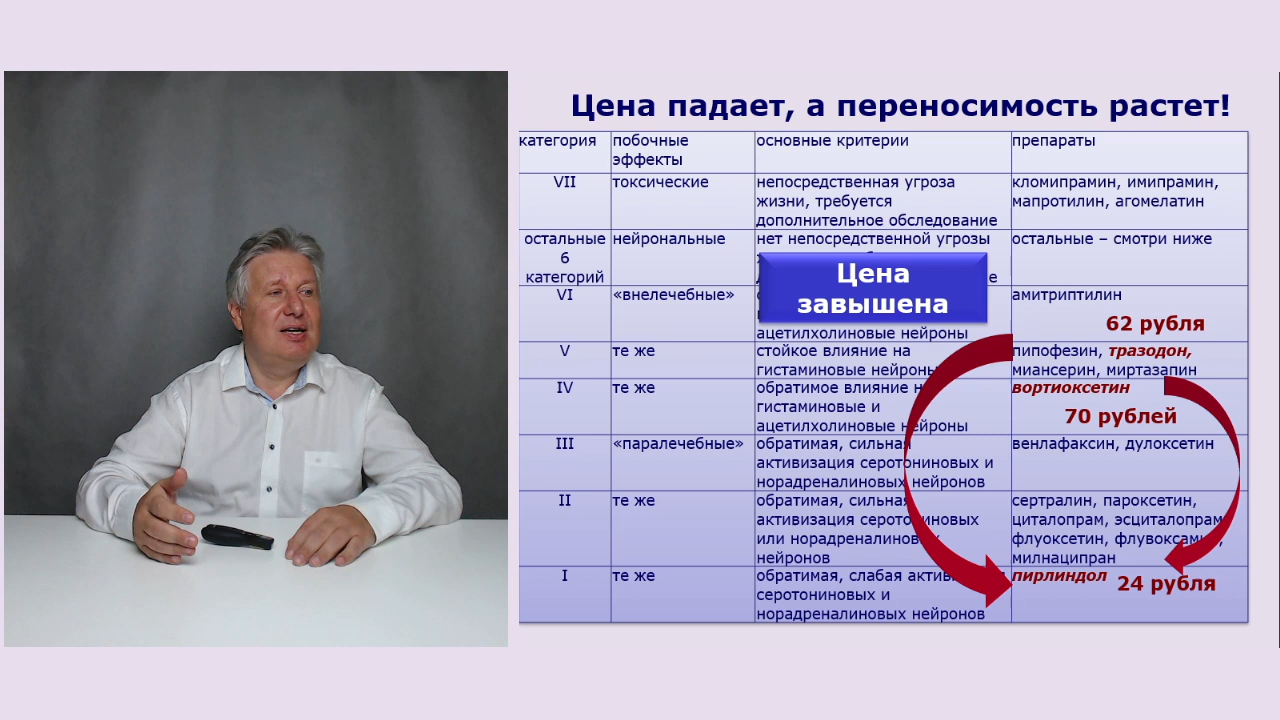 Цена падает, а переносимость растет!
категория
побочные
эффекты
основные критерии
препараты
VII
токсические
непосредственная угроза
жизни, требуется
дополнительное обследование
кломипрамин, имипрамин,
мапротилин, агомелатин
остальные
6
категорий
нейрональные
нет непосредственной угрозы
остальные – смотри ниже
Цена
завышена
VI
«внелечебные»
ацетилхолиновые нейроны
амитриптилин
62 рубля
V
те же
стойкое влияние на
гистаминовые нейроны
пипофезин, тразодон,
миансерин, миртазапин
IV
те же
обратимое влияние
гистаминовые и
ацетилхолиновые нейроны
вортиоксетин
70 рублей
III
«паралечебные»
обратимая, сильная
активизация серотониновых и
норадреналиновых нейронов
венлафаксин, дулоксетин
II
те же
обратимая, сильная
активизация серотониновых
или норадреналиновых
нейронов
сертралин, пароксетин,
циталопрам, эсциталопрам
флуоксетин, флувоксамин,
милнаципран
I
те же
обратимая, слабая
серотониновых и
норадреналиновых нейронов
пирлиндол
24 рубля